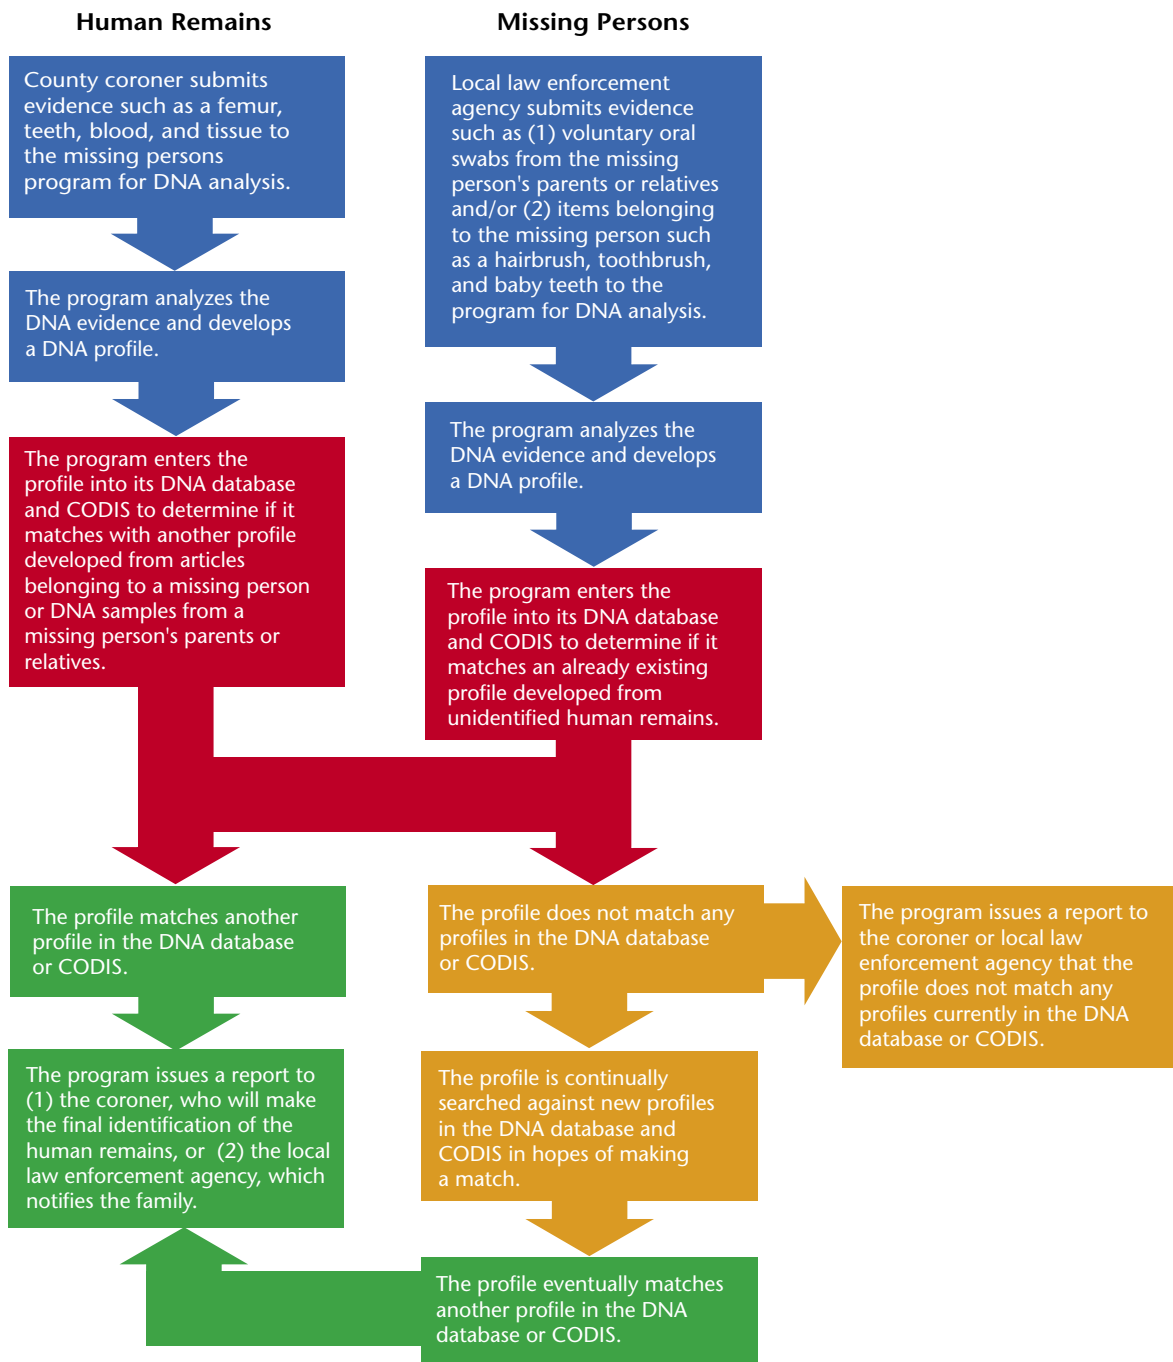 Human Remains
Missing Persons
County coroner submits
evidence such as a femur,
teeth, blood, and tissue to
the missing persons
program for DNA analysis.
The program analyzes the
DNA evidence and develops
a DNA profile.
The program enters the
profile into its DNA database
and CODIS to determine if it
matches with another profile
developed from articles
belonging to a missing person
or DNA samples from a
missing person's parents or
relatives.
Local law enforcement
agency submits evidence
such as (1) voluntary oral
swabs from the missing
person's parents or relatives
and/or (2) items belonging
to the missing person such
as a hairbrush, toothbrush,
and baby teeth to the
program for DNA analysis.
The program analyzes the
DNA evidence and develops
a DNA profile.
The program enters the
profile into its DNA database
and CODIS to determine if it
matches an already existing
profile developed from
unidentified human remains.
The profile matches another
profile in the DNA database
or CODIS.
The program issues a report to
(1) the coroner, who will make
the final identification of the
human remains, or (2) the local
law enforcement agency, which
notifies the family.
The profile does not match any
profiles in the DNA database
or CODIS.
The program issues a report to
the coroner or local law
enforcement agency that the
profile does not match any
profiles currently in the DNA
database or CODIS.
The profile is continually
searched against new profiles
in the DNA database and
CODIS in hopes of making
a match.
The profile eventually matches
another profile in the DNA
database or CODIS.